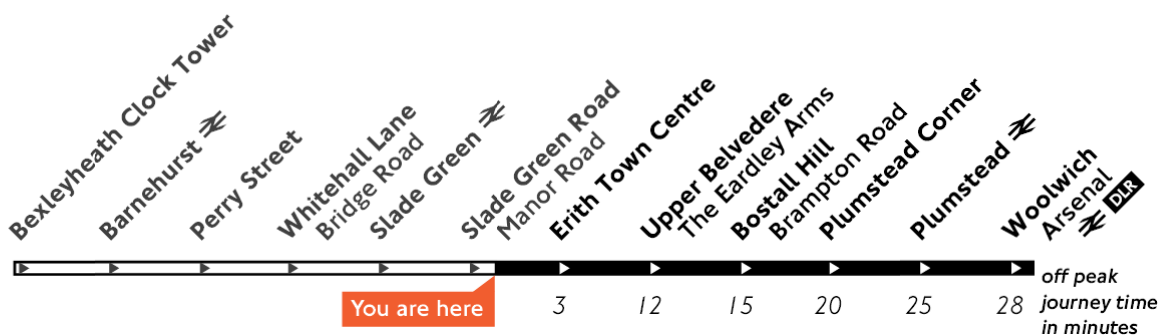 Bexleyheath Clock Tower
Barnehurst
Perry Street
Whitehall Lane
Bridge Road
Slade Green
Slade Green Road
Manor Road
Erith Town Centre
Upper Belvedere
The Eardley Arms
Bostall Hill
Brampton Road
Plumstead Corner
Plumstead
Woolwich
Arsenal
DLR
You are here
3 12 15 20 25 28
off peak
journey time
in minutes